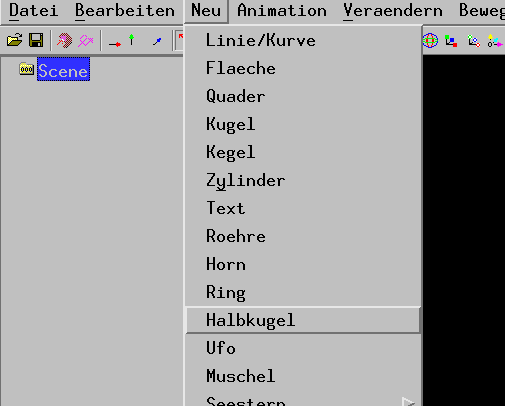 Datei Bearbeiten Neu Animation Veraendern Beweg
Scene
Linie/Kurve
Flaeche
Quader
Kugel
Kegel
Zylinder
Text
Roehre
Horn
Ring
Halbkugel
Ufo
Muschel
Seestern